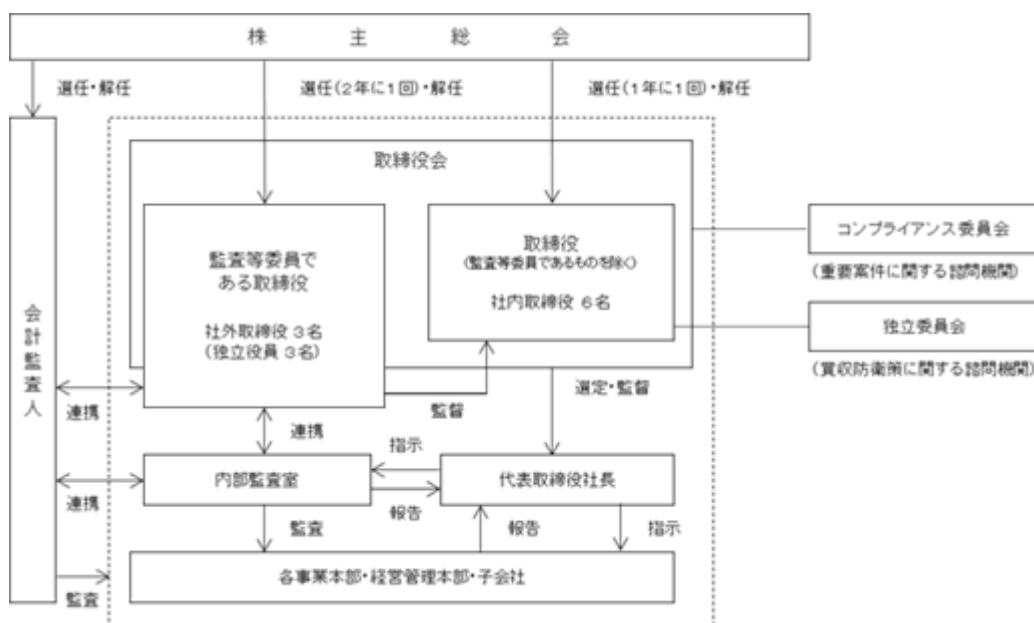 株主総会
選任・解任
選任(2年に1回)・解任
選任(1年に1回)・解任
取締役会
監査等委員で
ある取締役
社外取締役 3名
(独立役員 3名)
取締役
(監査等委員であるものを除く)
社内取締役 6名
コンプライアンス委員会
(重要案件に関する諮問機関)
独立委員会
(買収防衛策に関する諮問機関)
会計監査人
連携
監督
選定・監督
連携
指示
内部監査室
代表取締役社長
連携
報告
監査
報告
指示
各事業本部・経営管理本部・子会社
監査